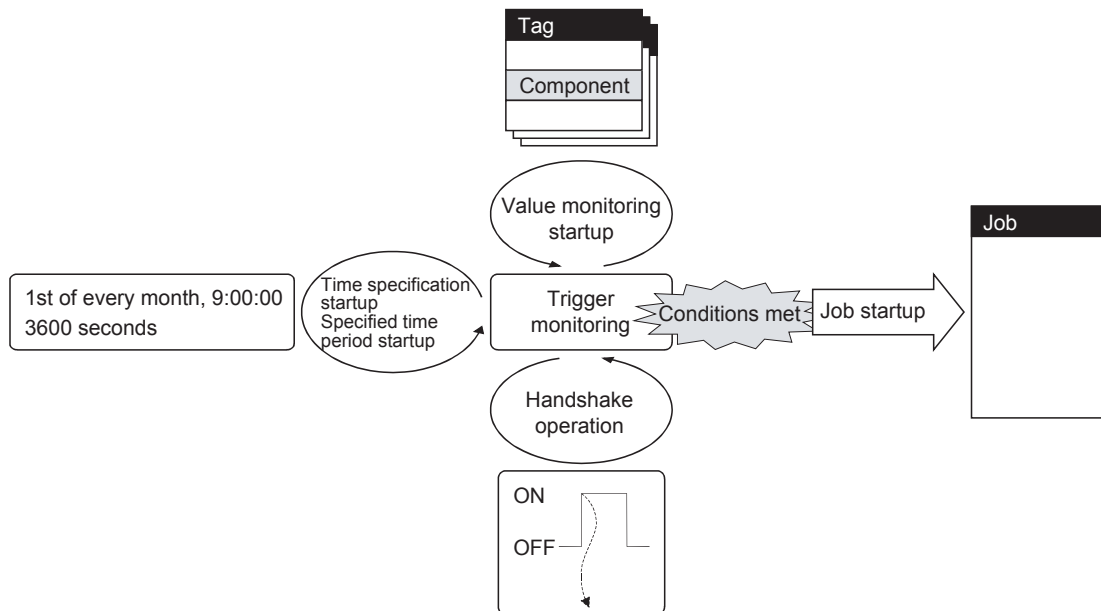 Tag
Component
Value monitoring
startup
Job
1st of every month, 9:00:00
3600 seconds
Time specification
startup
Specified time
period startup
Trigger
monitoring
Conditions met
Job startup
Handshake
operation
ON
OFF